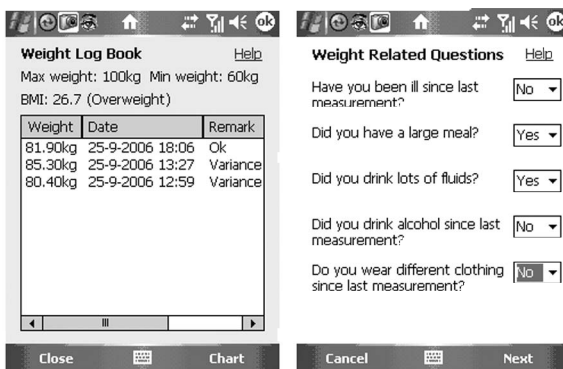 ok
Weight Log Book Help
Max weight: 100kg Min weight: 60kg
BMI: 26.7 (Overweight)
Weight Date Remark
81.90kg 25-9-2006 18:06 Ok
85.30kg 25-9-2006 13:27 Variance
80.40kg 25-9-2006 12:59 Variance
Close Chart
ok
Weight Related Questions Help
Have you been ill since last No
measurement?
Did you have a large meal? Yes
Did you drink lots of fluids? Yes
Did you drink alcohol since last No
measurement?
Do you wear different clothing No
since last measurement?
Cancel Next